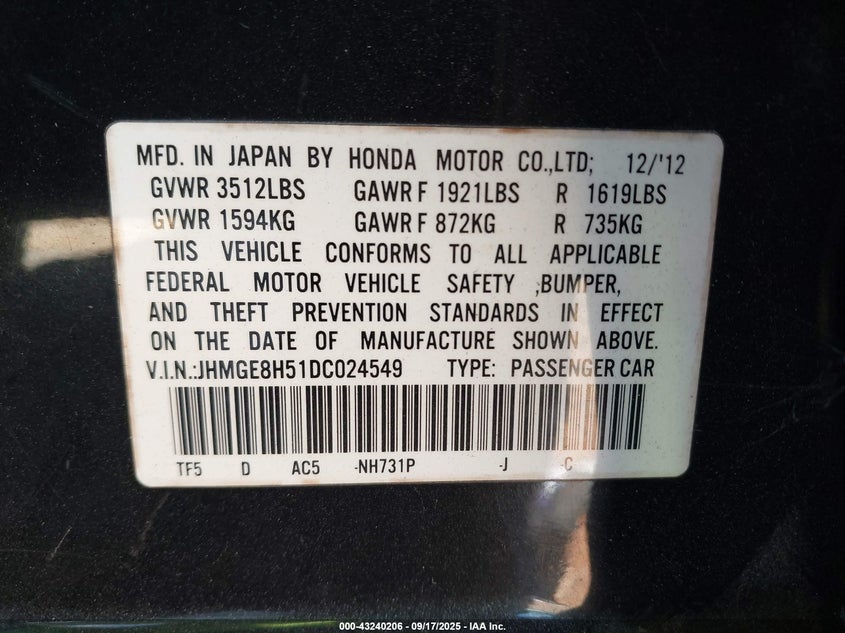 MFD. IN JAPAN BY HONDA MOTOR CO.,LTD; 12/'12
GVWR 3512LBS GAWR F 1921LBS R 1619LBS
GVWR 1594KG GAWR F 872KG R 735KG
THIS VEHICLE CONFORMS TO ALL APPLICABLE
FEDERAL MOTOR VEHICLE SAFETY ,BUMPER,
AND THEFT PREVENTION STANDARDS IN EFFECT
ON THE DATE OF MANUFACTURE SHOWN ABOVE.
V.I.N.:JHMGE8H51DC024549 TYPE: PASSENGER CAR
TF5 D AC5 -NH731P -J -C
000-43240206 - 09/17/2025 - IAA Inc.